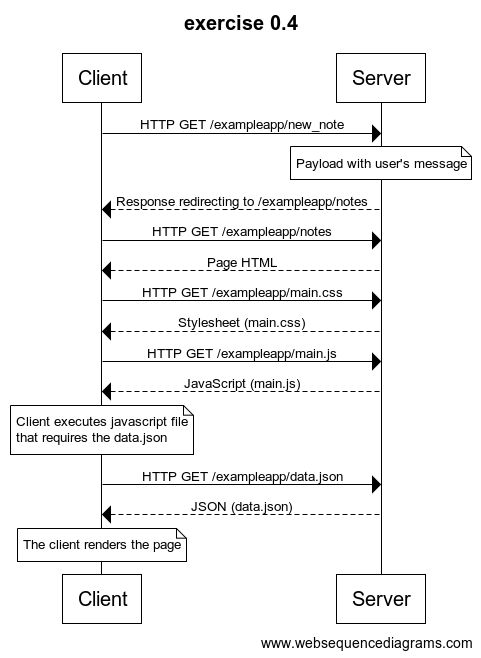 exercise 0.4
Client
Server
HTTP GET /exampleapp/new_note
Payload with user's message
Response redirecting to /exampleapp/notes
HTTP GET /exampleapp/notes
Page HTML
HTTP GET /exampleapp/main.css
Stylesheet (main.css)
HTTP GET /exampleapp/main.js
JavaScript (main.js)
Client executes javascript file
that requires the data.json
HTTP GET /exampleapp/data.json
JSON (data.json)
The client renders the page
Client
Server
www.websequencediagrams.com